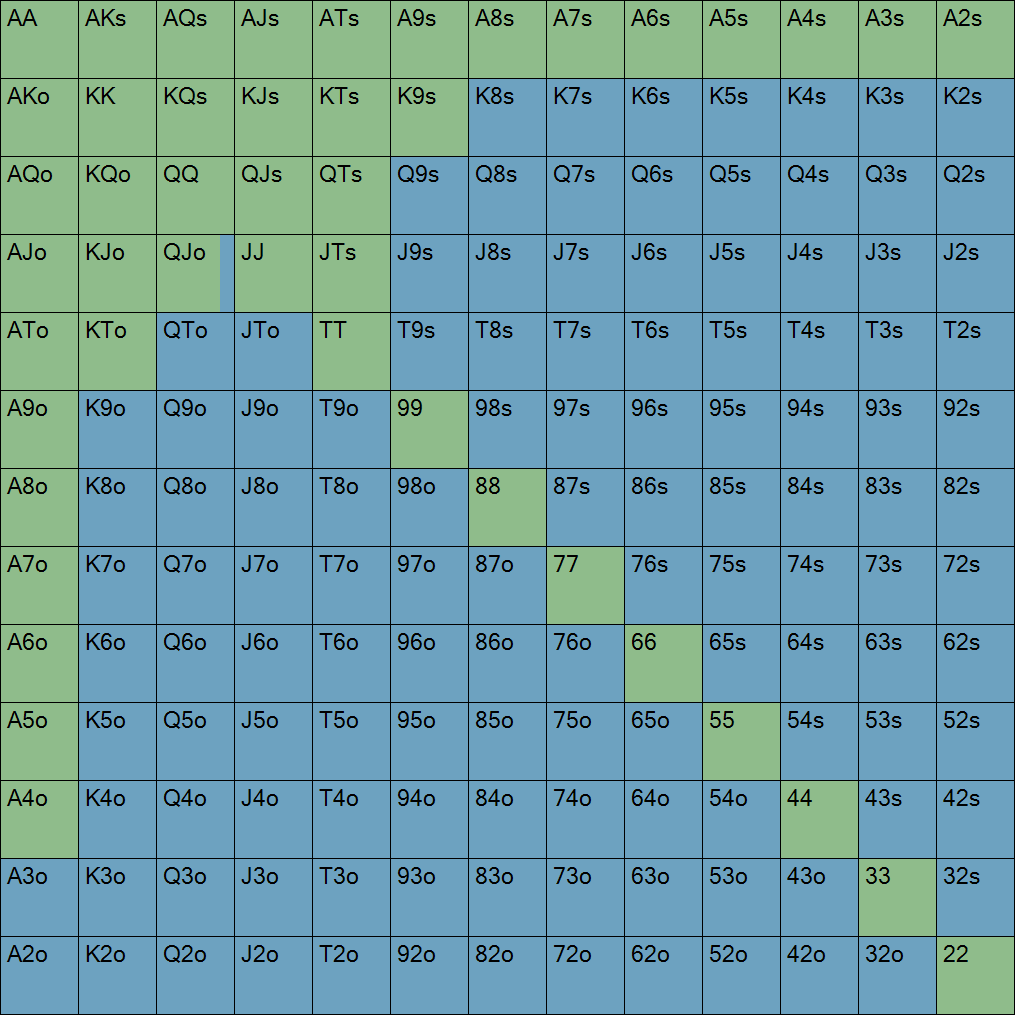 AA AKs AQs AJs ATs A9s A8s A7s A6s A5s A4s A3s A2s
AKo KK KQs KJs KTs K9s K8s K7s K6s K5s K4s K3s K2s
AQo KQo QQ QJs QTs Q9s Q8s Q7s Q6s Q5s Q4s Q3s Q2s
AJo KJo QJo JJ JTs J9s J8s J7s J6s J5s J4s J3s J2s
ATo KTo QTo JTo TT T9s T8s T7s T6s T5s T4s T3s T2s
A9o K9o Q9o J9o T9o 99 98s 97s 96s 95s 94s 93s 92s
A8o K8o Q8o J8o T8o 98o 88 87s 86s 85s 84s 83s 82s
A7o K7o Q7o J7o T7o 97o 87o 77 76s 75s 74s 73s 72s
A6o K6o Q6o J6o T6o 96o 86o 76o 66 65s 64s 63s 62s
A5o K5o Q5o J5o T5o 95o 85o 75o 65o 55 54s 53s 52s
A4o K4o Q4o J4o T4o 94o 84o 74o 64o 54o 44 43s 42s
A3o K3o Q3o J3o T3o 93o 83o 73o 63o 53o 43o 33 32s
A2o K2o Q2o J2o T2o 92o 82o 72o 62o 52o 42o 32o 22